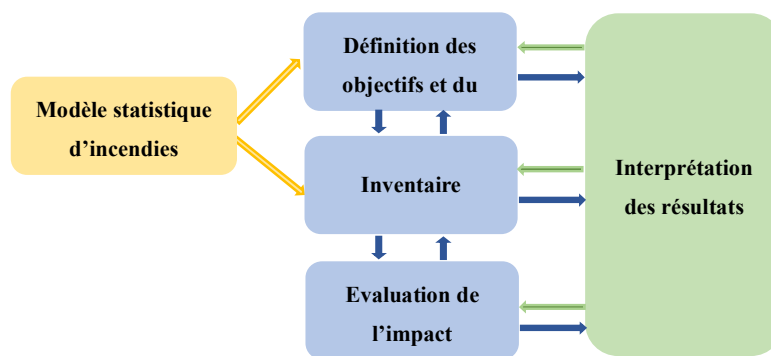 Définition des
objectifs et du
Modèle statistique
d'incendies
Inventaire
Interprétation
des résultats
Evaluation de
l'impact